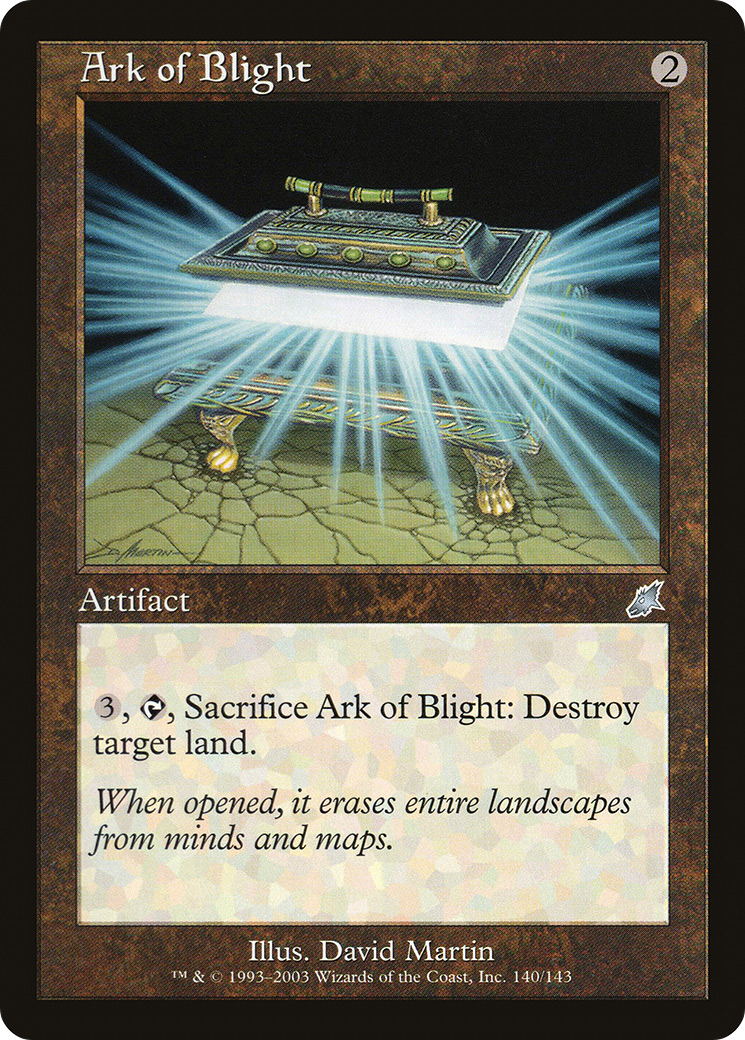 Ark of Blight
2
D. MARTIN
Artifact
3, , Sacrifice Ark of Blight: Destroy
target land.
When opened, it erases entire landscapes
from minds and maps.
Illus. David Martin
™ & © 1993–2003 Wizards of the Coast, Inc. 140/143